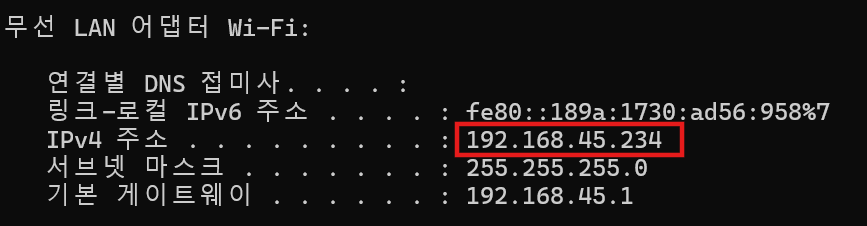 무선 LAN 어댑터 Wi-Fi:
연결별 DNS 접미사. . . . . :
링크-로컬 IPv6 주소 . . . . . : fe80::189a:1730:ad56:958%7
IPv4 주소 . . . . . . . . . : 192.168.45.234
서브넷 마스크 . . . . . . . : 255.255.255.0
기본 게이트웨이 . . . . . . : 192.168.45.1